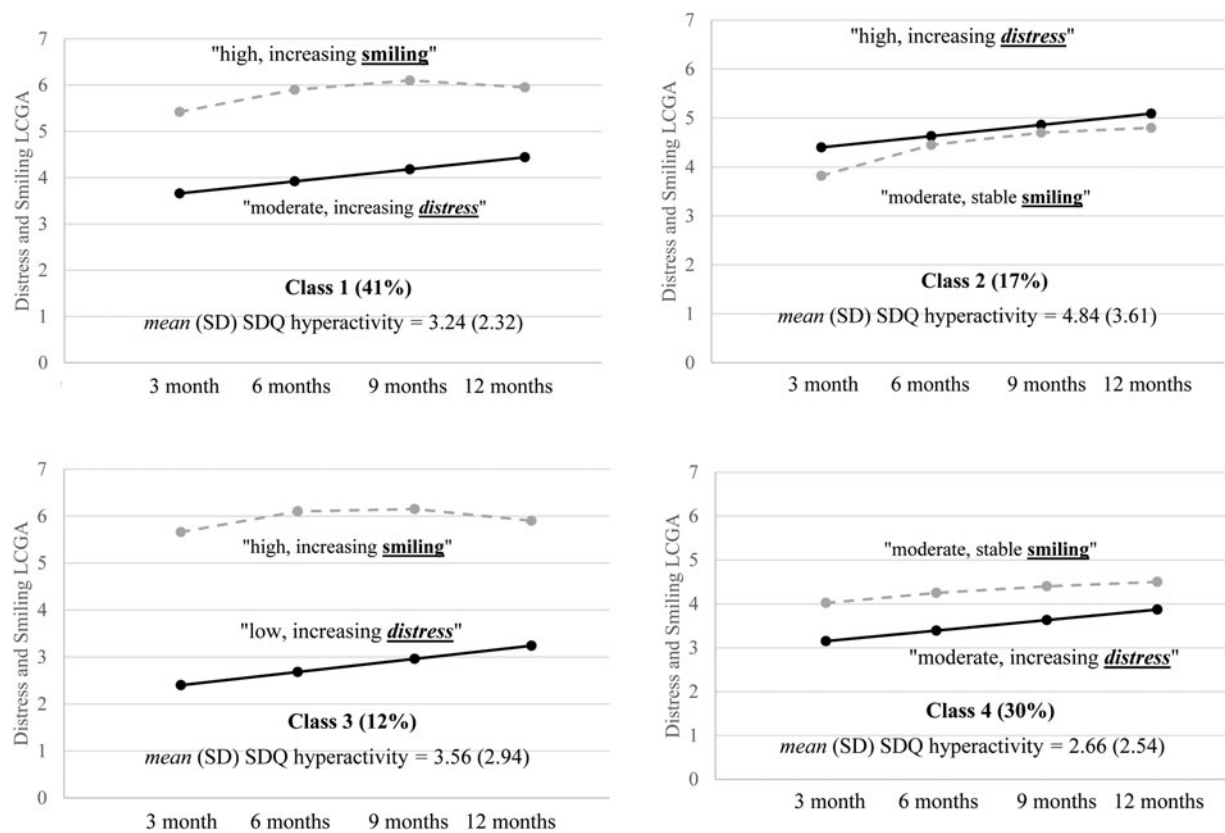 Distress and Smiling LCGA
7
6
5
4
3
2
1
0
"high, increasing smiling"
"moderate, increasing distress"
Class 1 (41%)
mean (SD) SDQ hyperactivity = 3.24 (2.32)
3 month 6 months 9 months 12 months
Distress and Smiling LCGA
7
6
5
4
3
2
1
0
"high, increasing distress"
"moderate, stable smiling"
Class 2 (17%)
mean (SD) SDQ hyperactivity = 4.84 (3.61)
3 month 6 months 9 months 12 months
Distress and Smiling LCGA
7
6
5
4
3
2
1
0
"high, increasing smiling"
"low, increasing distress"
Class 3 (12%)
mean (SD) SDQ hyperactivity = 3.56 (2.94)
3 month 6 months 9 months 12 months
Distress and Smiling LCGA
7
6
5
4
3
2
1
0
"moderate, stable smiling"
"moderate, increasing distress"
Class 4 (30%)
mean (SD) SDQ hyperactivity = 2.66 (2.54)
3 month 6 months 9 months 12 months